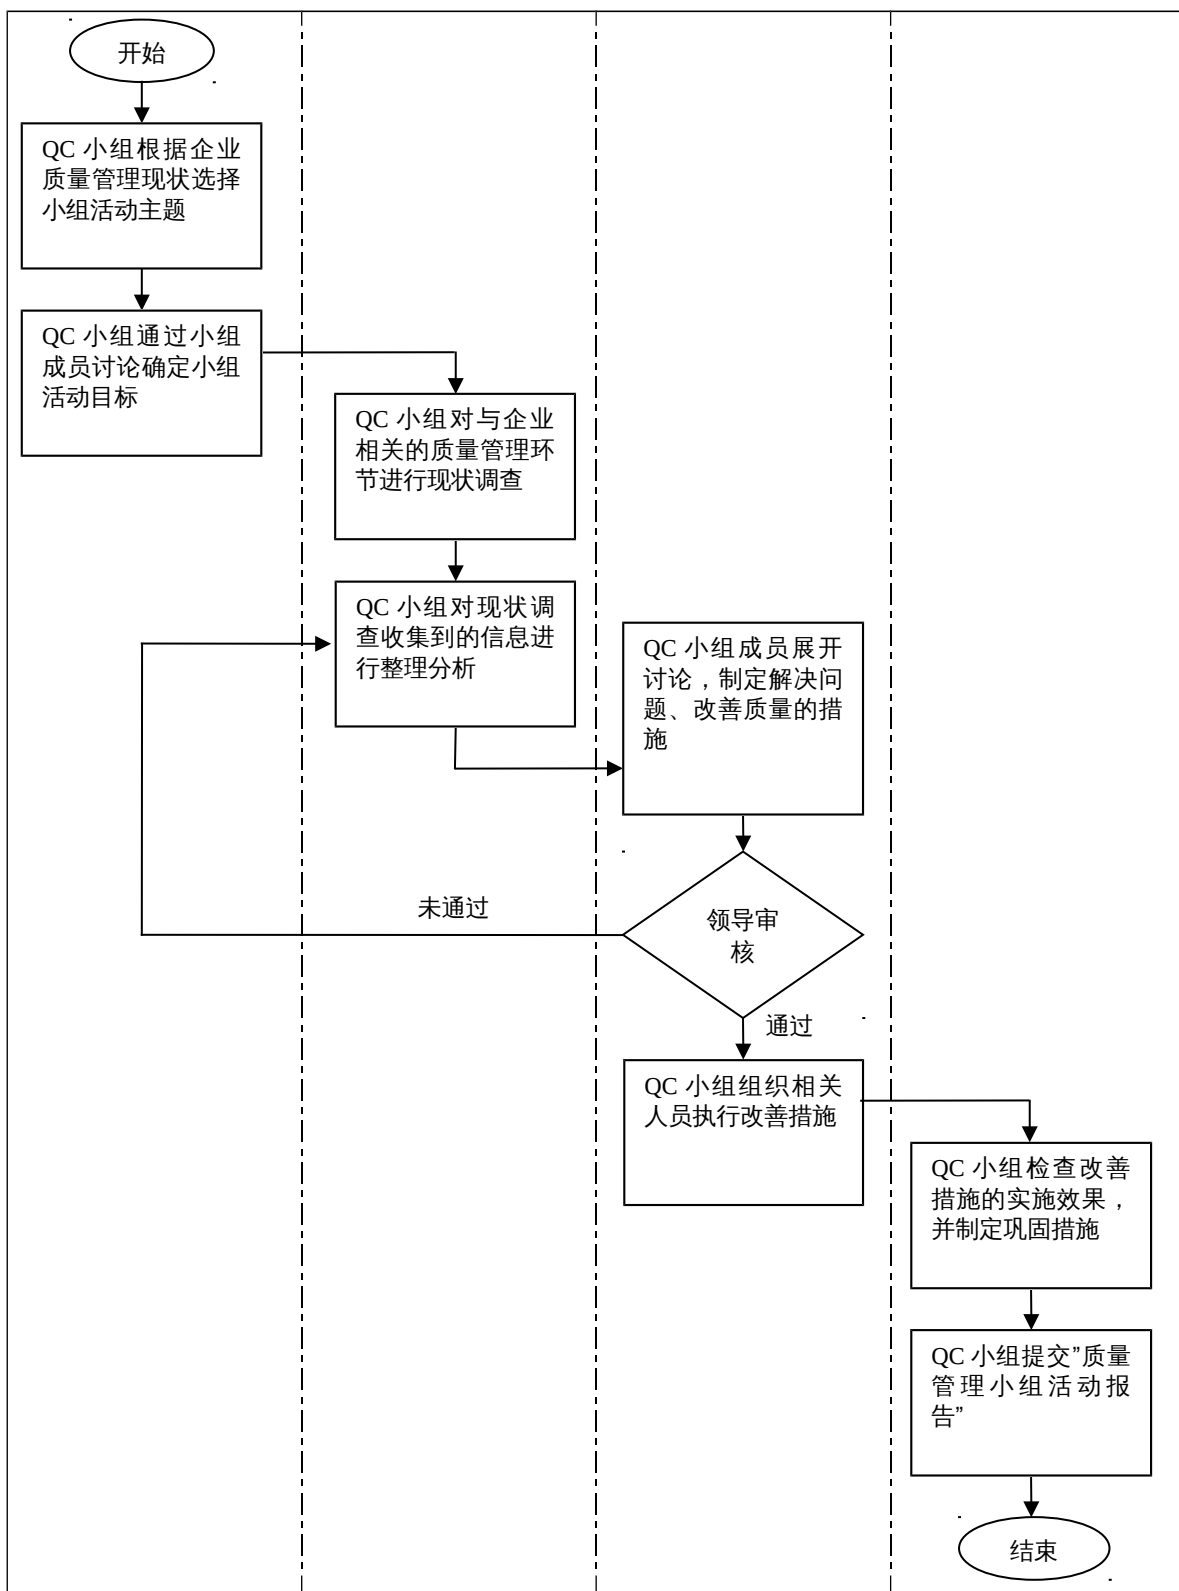 开始
QC 小组根据企业
质量管理现状选择
小组活动主题
QC 小组通过小组
成员讨论确定小组
活动目标
QC 小组对与企业
相关的质量管理环
节进行现状调查
QC 小组对现状调
查收集到的信息进
行整理分析
QC 小组成员展开
讨论，制定解决问
题、改善质量的措
施
领导审
核
未通过
通过
QC 小组组织相关
人员执行改善措施
QC 小组检查改善
措施的实施效果，
并制定巩固措施
QC 小组提交”质量
管理小组活动报
告”
结束